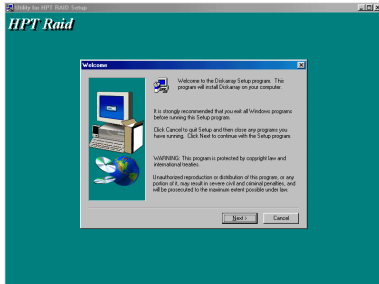 Utility for HPT RAID Setup
HPT Raid
Welcome
Welcome to the Diskarray Setup program. This
program will install Diskarray on your computer.
It is strongly recommended that you exit all Windows programs
before running this Setup program.
Click Cancel to quit Setup and then close any programs you
have running. Click Next to continue with the Setup program.
WARNING: This program is protected by copyright law and
international treaties.
Unauthorized reproduction or distribution of this program, or any
portion of it, may result in severe civil and criminal penalties, and
will be prosecuted to the maximum extent possible under law.
Next >
Cancel